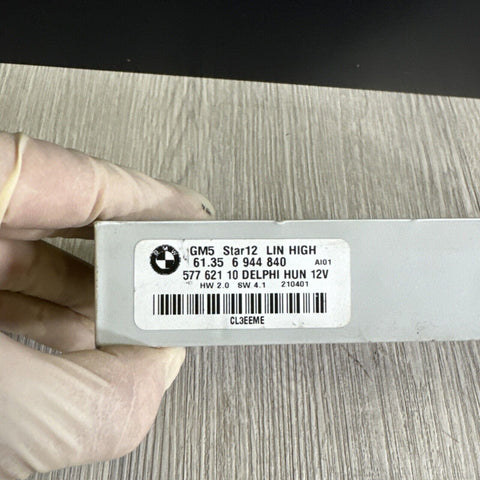 GM5 Star12 LIN HIGH
61.35 6 944 840 AI01
577 621 10 DELPHI HUN 12V
HW 2.0 SW 4.1 210401
CL3EEME